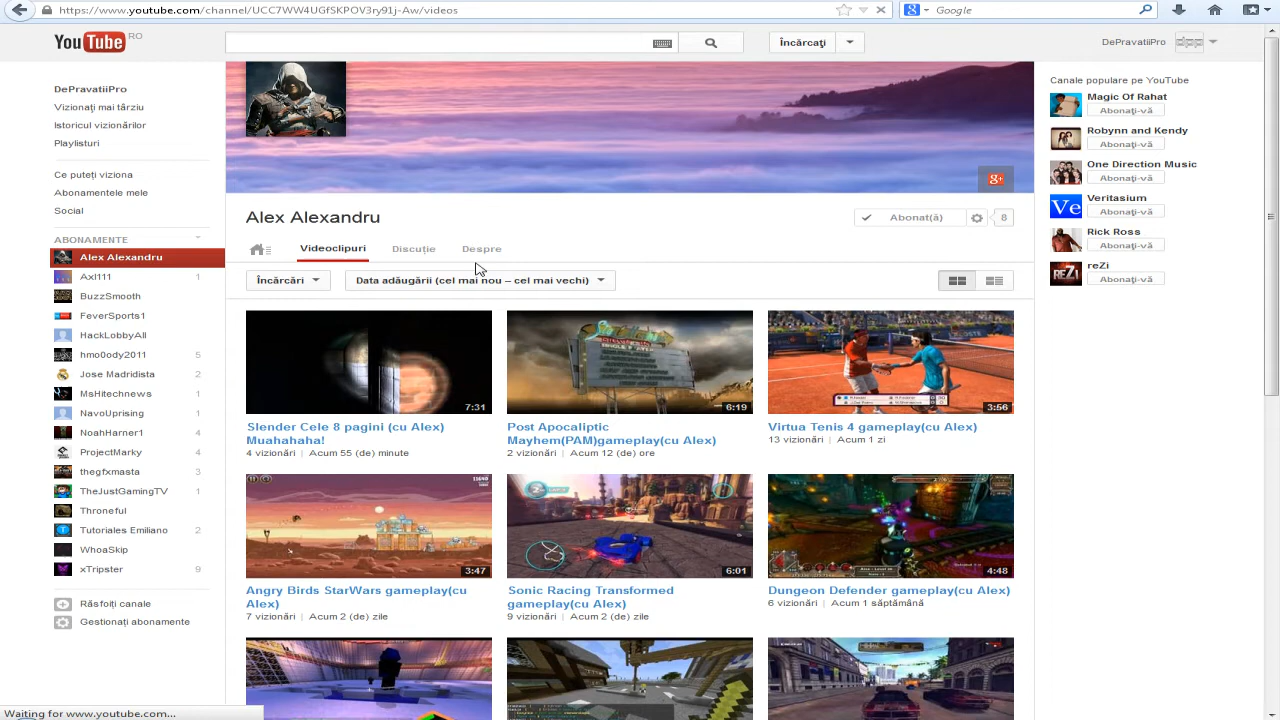 https://www.youtube.com/channel/UCC7WW4UGfSKPOV3ry91j-Aw/videos
Google
YouTube RO
Încărcați
DePravatiiPro
DePravatiiPro
Vizionați mai târziu
Istoricul vizionărilor
Playlisturi
Ce puteți viziona
Abonamentele mele
Social
ABONAMENTE
Alex Alexandru
Axl111 1
BuzzSmooth
FeverSports1
HackLobbyAll
hmo0ody2011 5
Jose Madridista 2
MsHitechnews 1
NavoUprising 1
NoahHarner1 4
ProjectMarky 4
thegfxmasta 3
TheJustGamingTV 1
Throneful
Tutoriales Emiliano 2
WhoaSkip
xTripster 9
Răsfoiți canale
Gestionați abonamente
g+
Alex Alexandru
Abonat(ă) 8
Videoclipuri Discuție Despre
Încărcări
Data adăugării (cel mai nou – cel mai vechi)
7:31
Slender Cele 8 pagini (cu Alex)
Muahahaha!
4 vizionări | Acum 55 (de) minute
6:19
Post Apocaliptic
Mayhem(PAM)gameplay(cu Alex)
2 vizionări | Acum 12 (de) ore
3:56
Virtua Tenis 4 gameplay(cu Alex)
13 vizionări | Acum 1 zi
3:47
Angry Birds StarWars gameplay(cu
Alex)
7 vizionări | Acum 2 (de) zile
6:01
Sonic Racing Transformed
gameplay(cu Alex)
9 vizionări | Acum 2 (de) zile
4:48
Dungeon Defender gameplay(cu Alex)
6 vizionări | Acum 1 săptămână
Canale populare pe YouTube
Magic Of Rahat
Abonați-vă
Robynn and Kendy
Abonați-vă
One Direction Music
Abonați-vă
Ve
Veritasium
Abonați-vă
Rick Ross
Abonați-vă
REZI
reZi
Abonați-vă
Waiting for www.youtube.com...